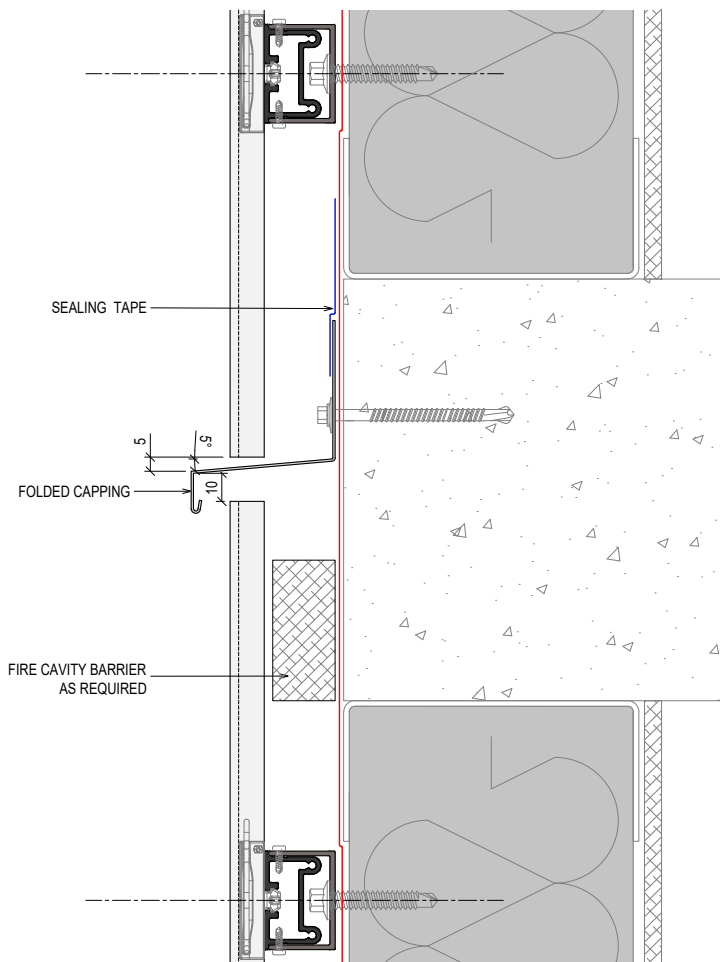 SEALING TAPE
5
5°
FOLDED CAPPING
10
FIRE CAVITY BARRIER
AS REQUIRED